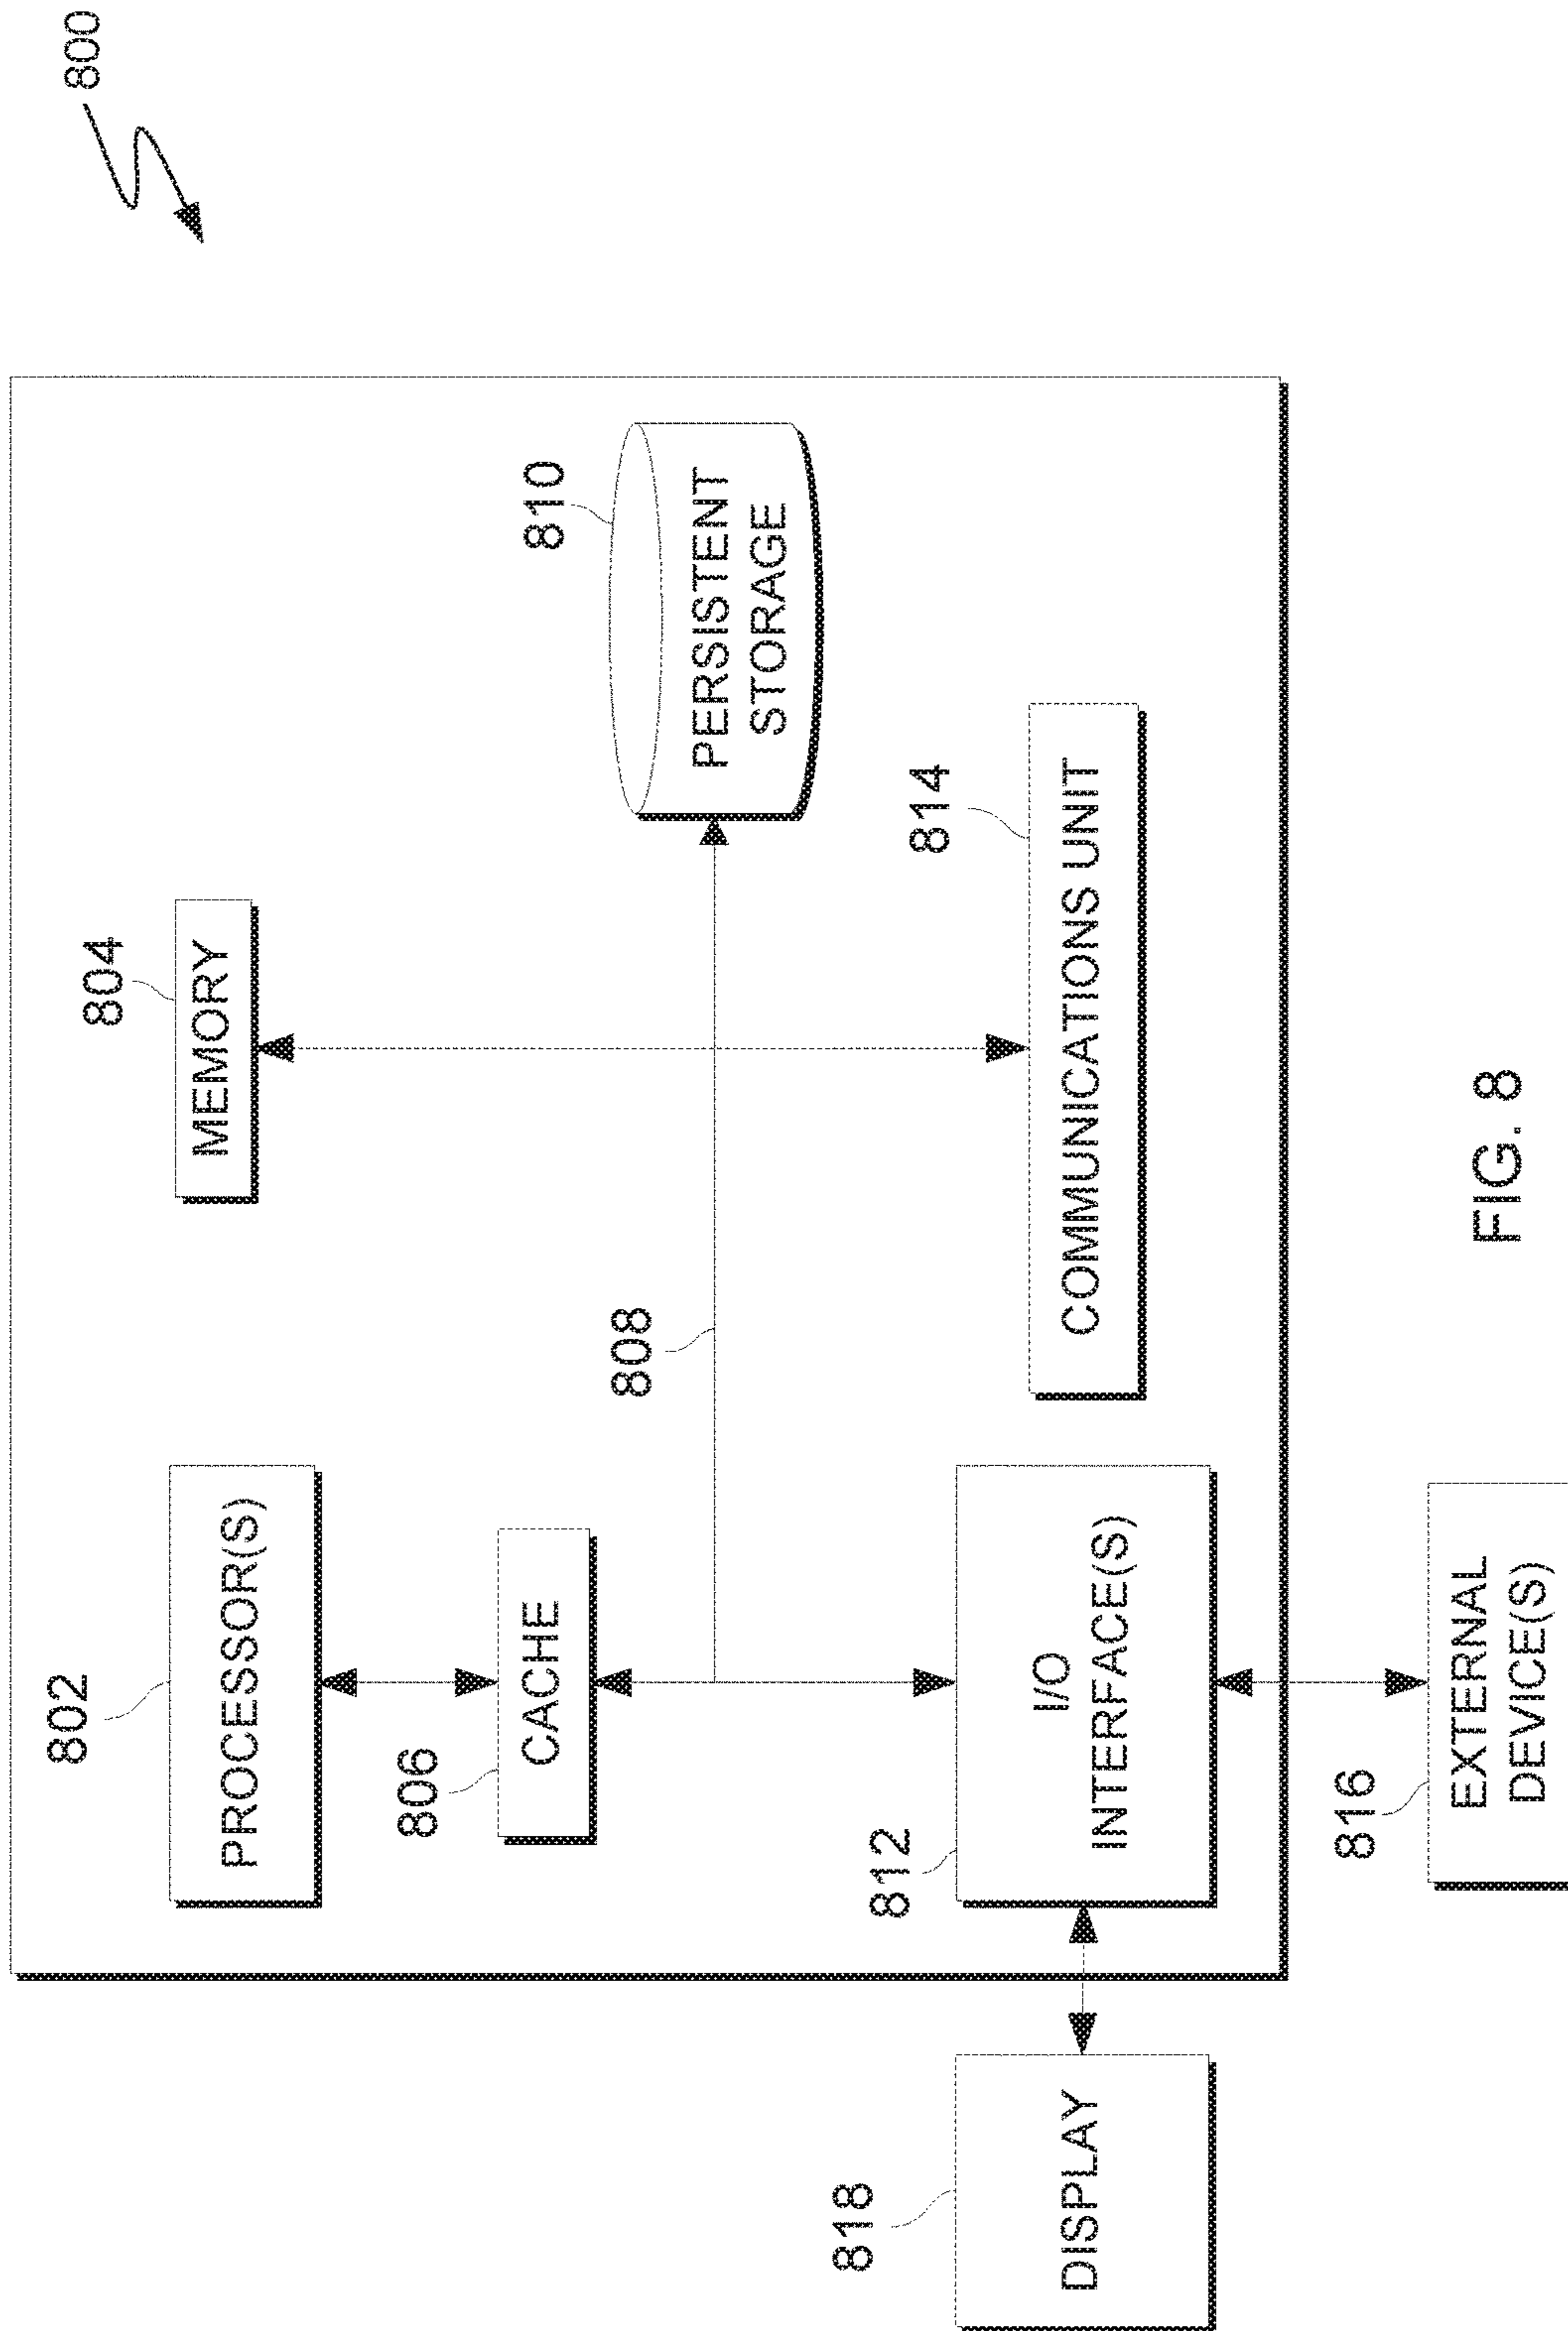 800
802
PROCESSOR(S)
804
MEMORY
806
CACHE
810
PERSISTENT
STORAGE
808
812
I/O
INTERFACE(S)
814
COMMUNICATIONS UNIT
818
DISPLAY
816
EXTERNAL
DEVICE(S)
FIG. 8